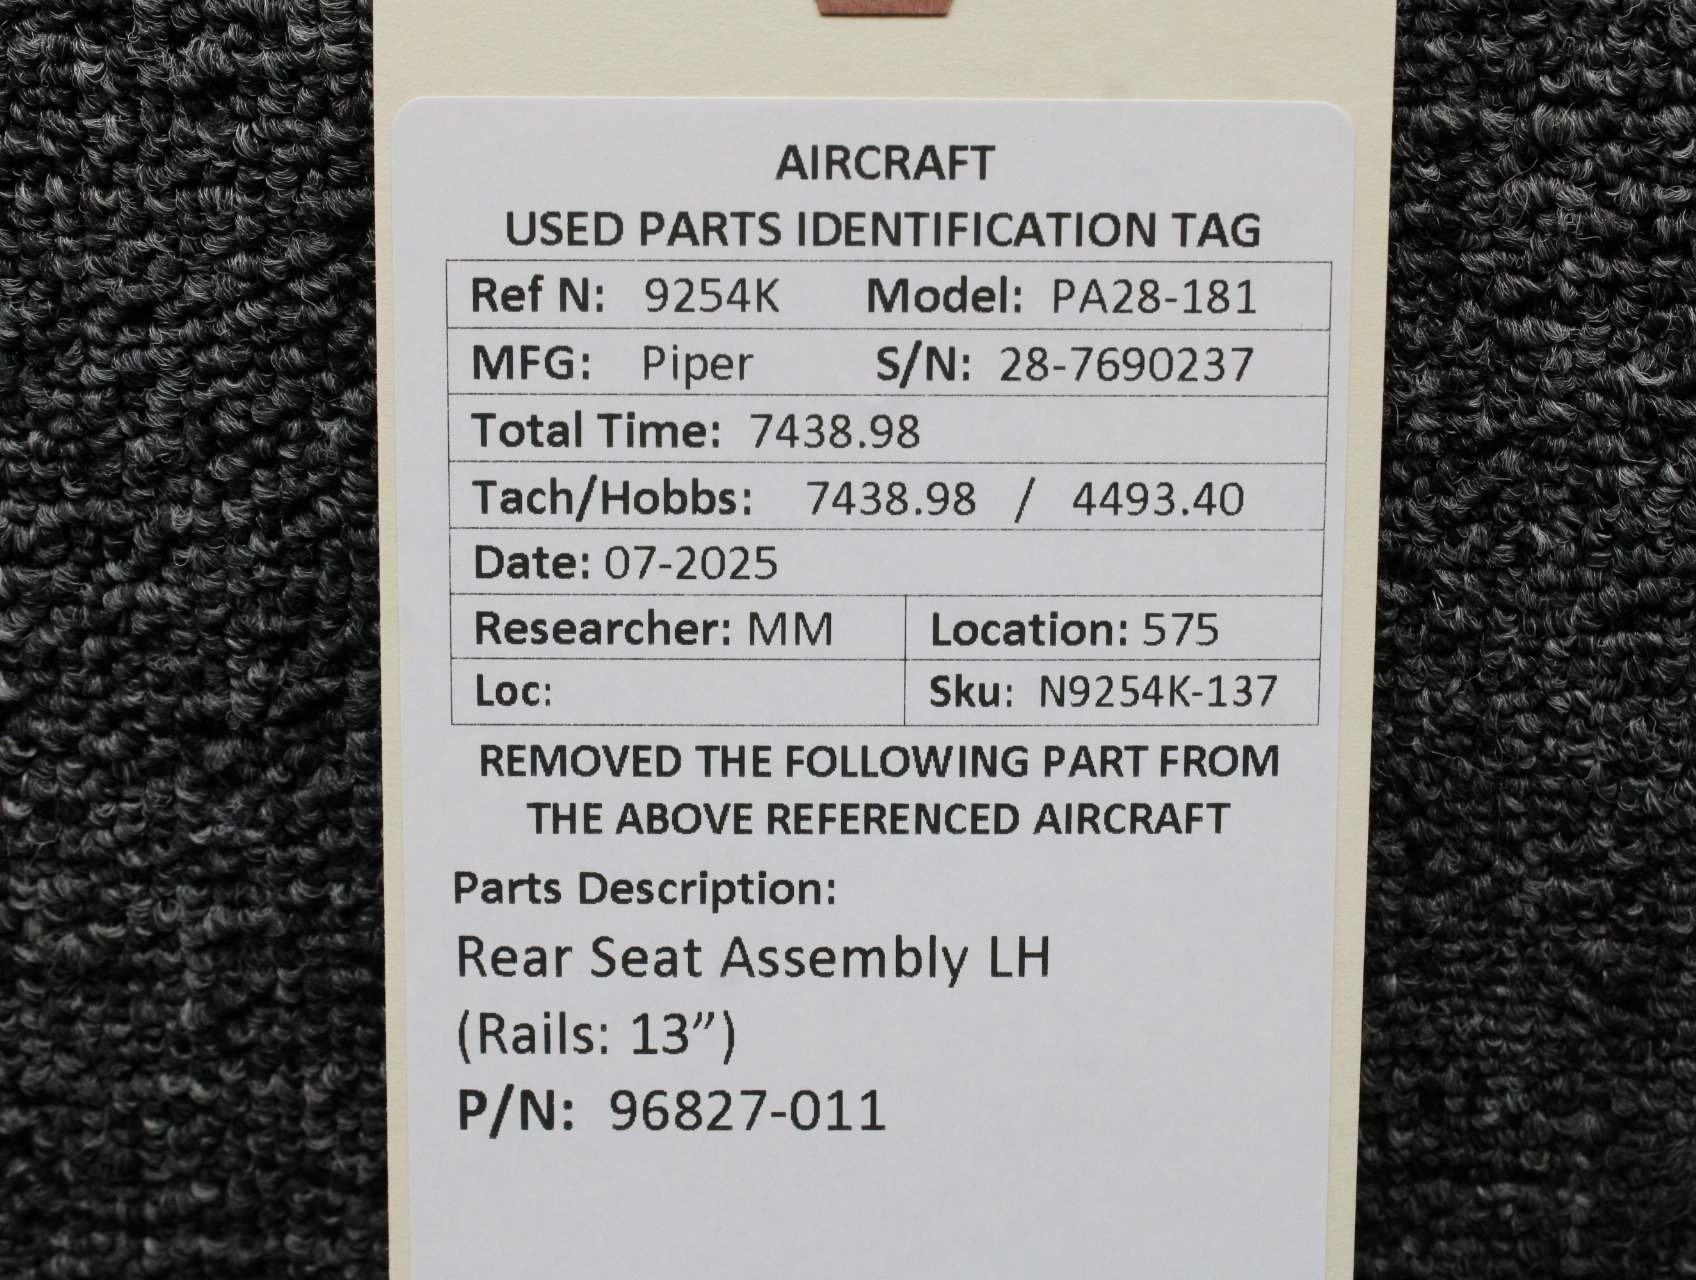 AIRCRAFT
USED PARTS IDENTIFICATION TAG
Ref N: 9254K Model: PA28-181
MFG: Piper S/N: 28-7690237
Total Time: 7438.98
Tach/Hobbs: 7438.98 / 4493.40
Date: 07-2025
Researcher: MM Location: 575
Loc: Sku: N9254K-137
REMOVED THE FOLLOWING PART FROM
THE ABOVE REFERENCED AIRCRAFT
Parts Description:
Rear Seat Assembly LH
(Rails: 13”)
P/N: 96827-011